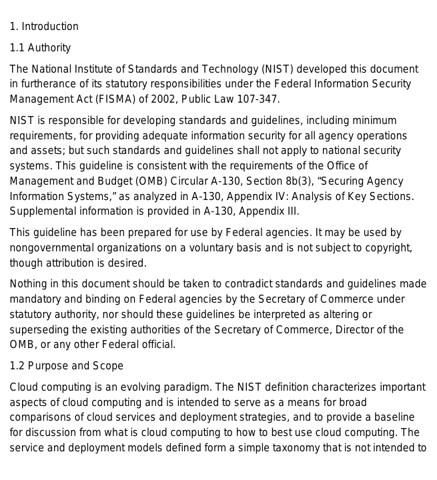 1. Introduction
1.1 Authority
The National Institute of Standards and Technology (NIST) developed this document
in furtherance of its statutory responsibilities under the Federal Information Security
Management Act (FISMA) of 2002, Public Law 107-347.
NIST is responsible for developing standards and guidelines, including minimum
requirements, for providing adequate information security for all agency operations
and assets; but such standards and guidelines shall not apply to national security
systems. This guideline is consistent with the requirements of the Office of
Management and Budget (OMB) Circular A-130, Section 8b(3), “Securing Agency
Information Systems,” as analyzed in A-130, Appendix IV: Analysis of Key Sections.
Supplemental information is provided in A-130, Appendix III.
This guideline has been prepared for use by Federal agencies. It may be used by
nongovernmental organizations on a voluntary basis and is not subject to copyright,
though attribution is desired.
Nothing in this document should be taken to contradict standards and guidelines made
mandatory and binding on Federal agencies by the Secretary of Commerce under
statutory authority, nor should these guidelines be interpreted as altering or
superseding the existing authorities of the Secretary of Commerce, Director of the
OMB, or any other Federal official.
1.2 Purpose and Scope
Cloud computing is an evolving paradigm. The NIST definition characterizes important
aspects of cloud computing and is intended to serve as a means for broad
comparisons of cloud services and deployment strategies, and to provide a baseline
for discussion from what is cloud computing to how to best use cloud computing. The
service and deployment models defined form a simple taxonomy that is not intended to